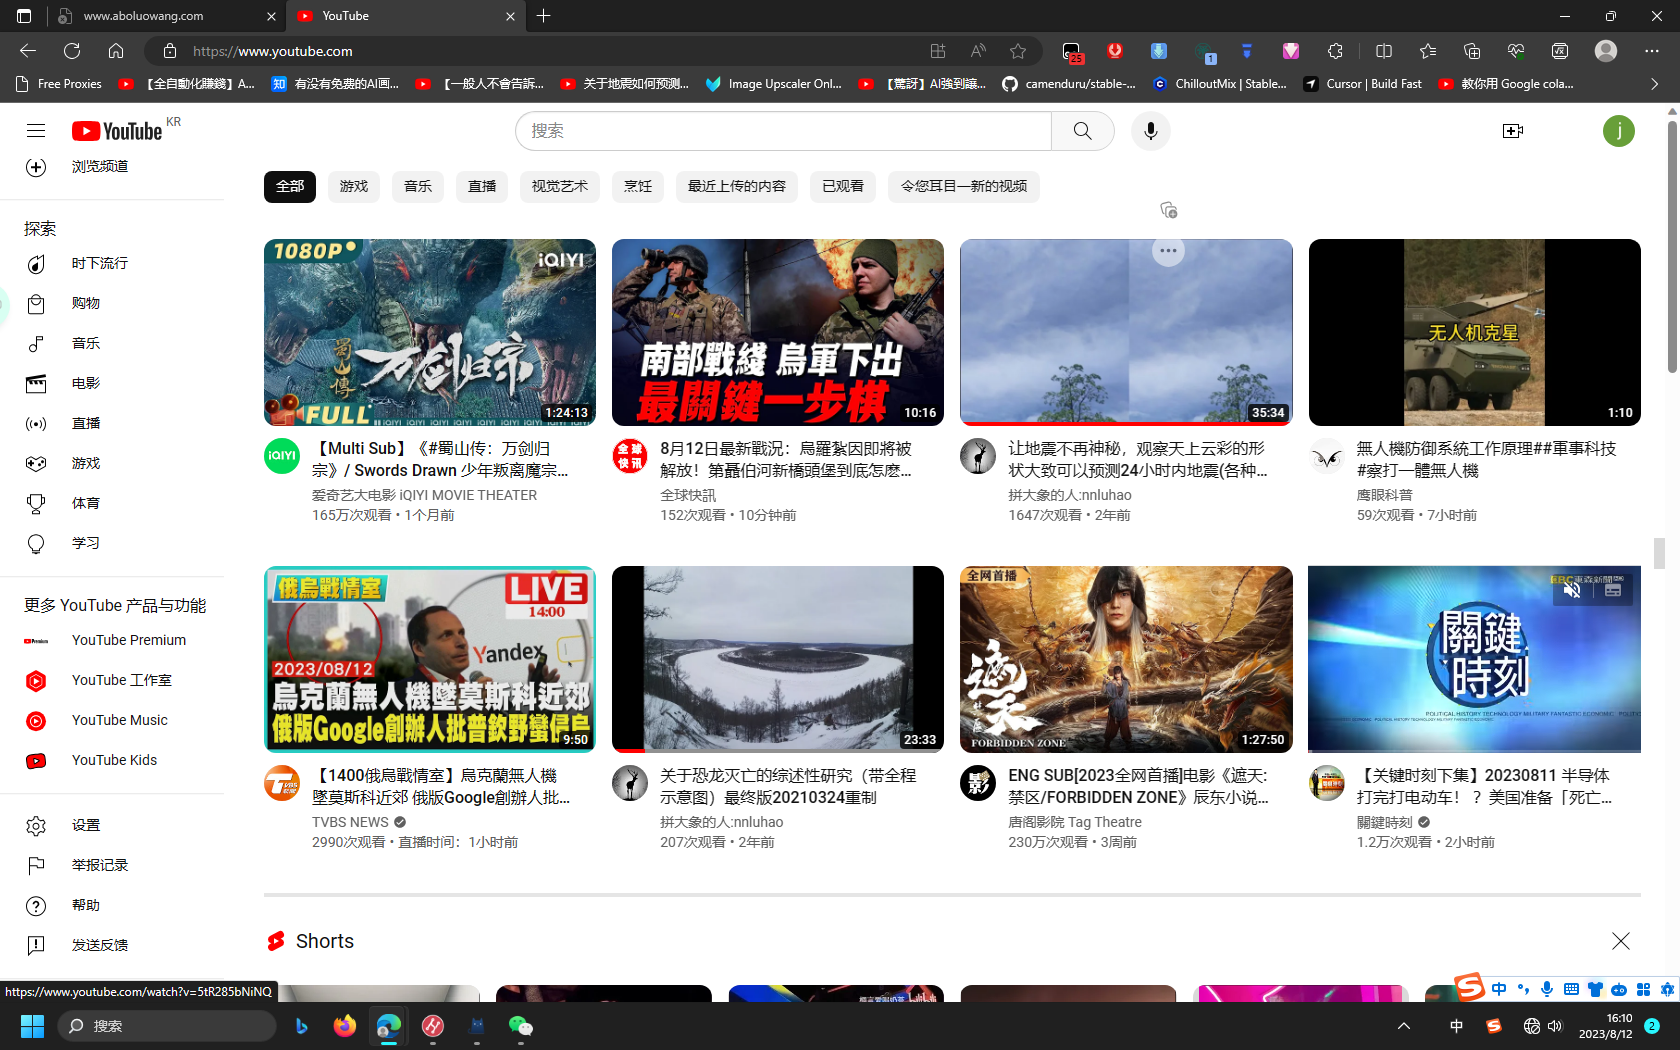 www.aboluowang.com
YouTube
https://www.youtube.com
25
1
Free Proxies
【全自動化賺錢】A...
知
有没有免费的AI画...
【一般人不會告訴...
关于地震如何预测...
Image Upscaler Onl...
【驚訝】AI強到讓...
camenduru/stable-...
ChilloutMix | Stable...
Cursor | Build Fast
教你用 Google cola...
YouTube KR
搜索
j
浏览频道
探索
时下流行
购物
音乐
电影
直播
游戏
体育
学习
更多 YouTube 产品与功能
YouTube Premium
YouTube 工作室
YouTube Music
YouTube Kids
设置
举报记录
帮助
发送反馈
全部
游戏
音乐
直播
视觉艺术
烹饪
最近上传的内容
已观看
令您耳目一新的视频
1080P
iQIYI
蜀山傳
万剑归宗
FULL
1:24:13
iQIYI
【Multi Sub】《#蜀山传：万剑归
宗》/ Swords Drawn 少年叛离魔宗...
爱奇艺大电影 iQIYI MOVIE THEATER
165万次观看 • 1个月前
南部戰綫 烏軍下出
最關鍵一步棋
10:16
全球
快讯
8月12日最新戰況：烏羅紮因即將被
解放！第聶伯河新橋頭堡到底怎麽...
全球快訊
152次观看 • 10分钟前
35:34
让地震不再神秘，观察天上云彩的形
状大致可以预测24小时内地震(各种...
拼大象的人:nnluhao
1647次观看 • 2年前
无人机克星
1:10
無人機防御系統工作原理##軍事科技
#察打一體無人機
鹰眼科普
59次观看 • 7小时前
俄烏戰情室
LIVE
14:00
Yandex
2023/08/12
烏克蘭無人機墜莫斯科近郊
俄版Google創辦人批普欽野蠻侵烏
9:50
TVBS
【1400俄烏戰情室】烏克蘭無人機
墜莫斯科近郊 俄版Google創辦人批...
TVBS NEWS
2990次观看 • 直播时间：1小时前
23:33
关于恐龙灭亡的综述性研究（带全程
示意图）最终版20210324重制
拼大象的人:nnluhao
207次观看 • 2年前
全网首播
遮天
禁区
FORBIDDEN ZONE
1:27:50
影
ENG SUB[2023全网首播]电影《遮天:
禁区/FORBIDDEN ZONE》辰东小说...
唐阁影院 Tag Theatre
230万次观看 • 3周前
EBC 東森新聞
關鍵
時刻
POLITICAL HISTORY TECHNOLOGY MILITARY FANTASTIC ECONOMIC
【关键时刻下集】20230811 半导体
打完打电动车！？美国准备「死亡...
關鍵時刻
1.2万次观看 • 2小时前
Shorts
https://www.youtube.com/watch?v=5tR285bNiNQ
中
搜索
中
16:10
2023/8/12
2